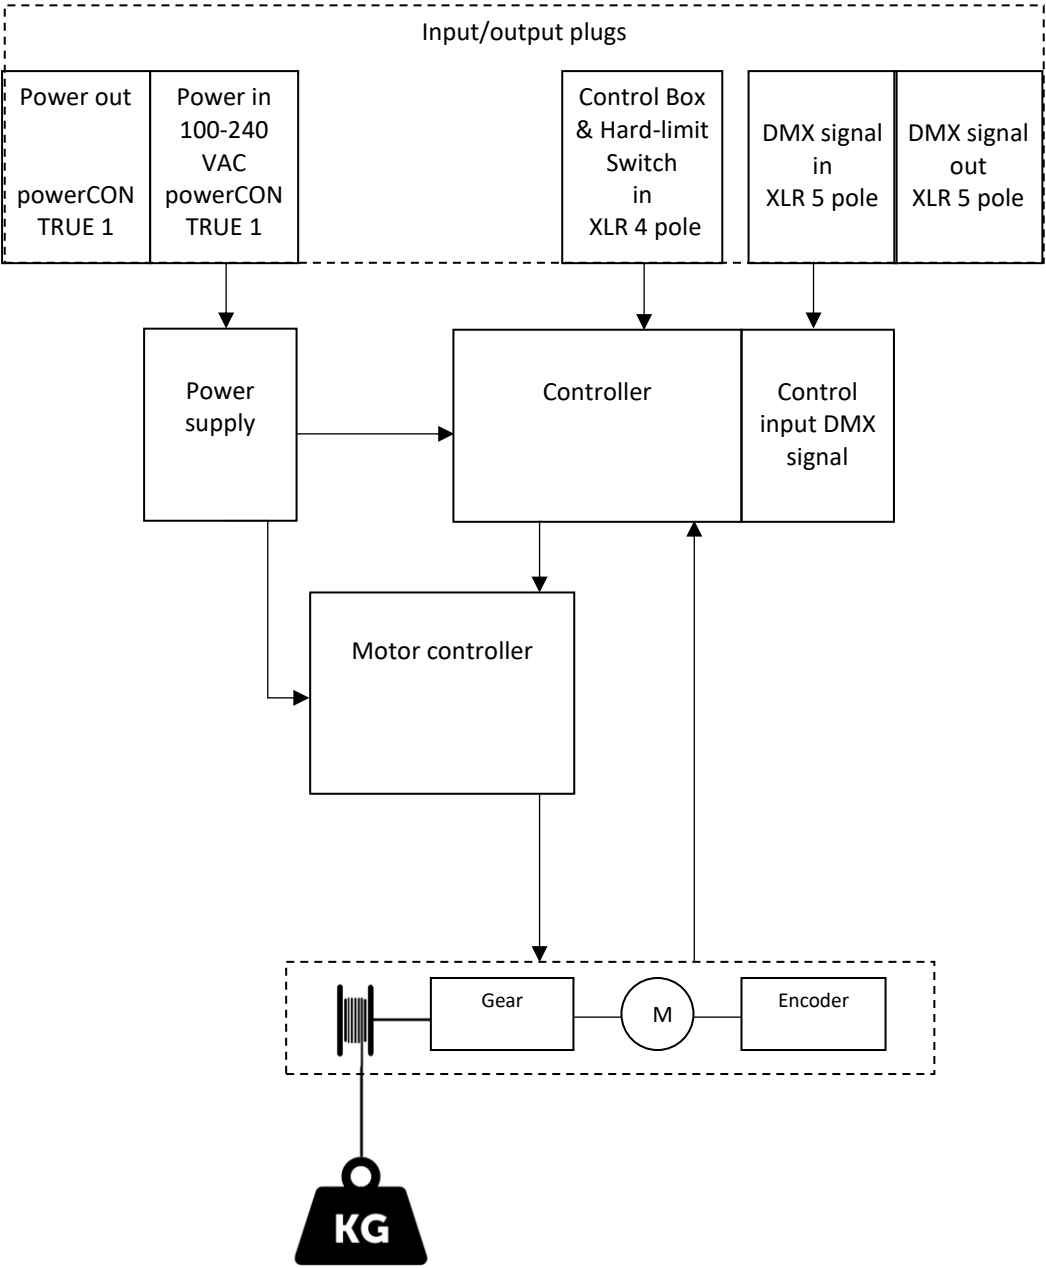 Input/output plugs
Power out
powerCON
TRUE 1
Power in
100-240
VAC
powerCON
TRUE 1
Control Box
& Hard-limit
Switch
in
XLR 4 pole
DMX signal
in
XLR 5 pole
DMX signal
out
XLR 5 pole
Power
supply
Controller
Control
input DMX
signal
Motor controller
Gear
M
Encoder
KG